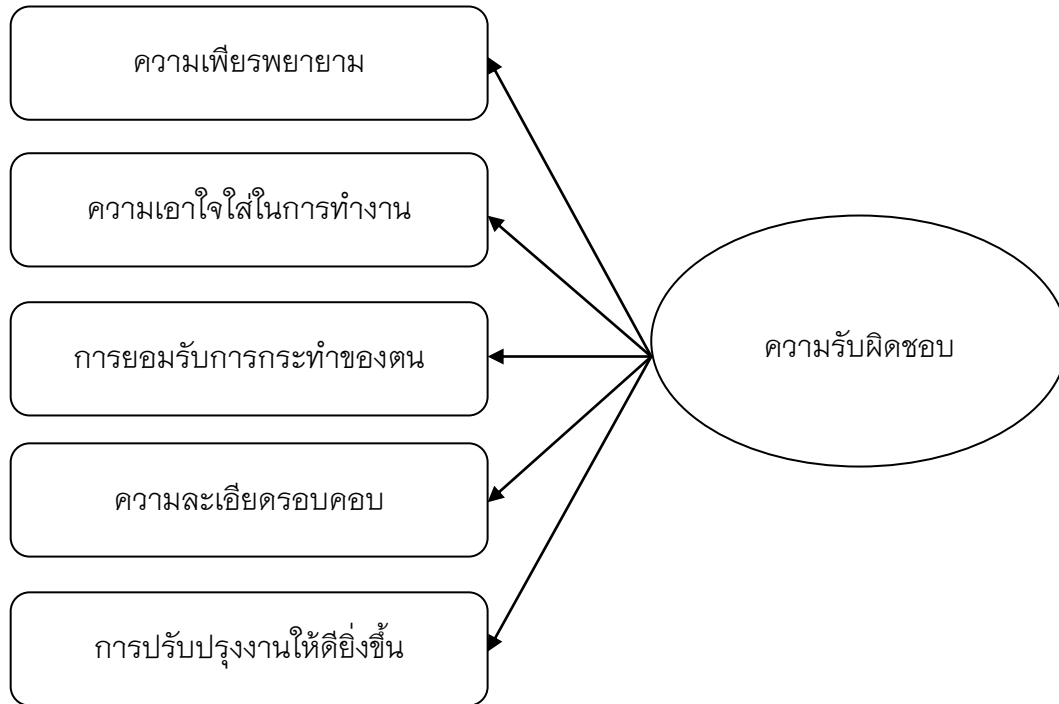 ความเพียรพยายาม
ความเอาใจใส่ในการทำงาน
การยอมรับการกระทำของตน
ความรับผิดชอบ
ความละเอียดรอบคอบ
การปรับปรุงงานให้ดียิ่งขึ้น